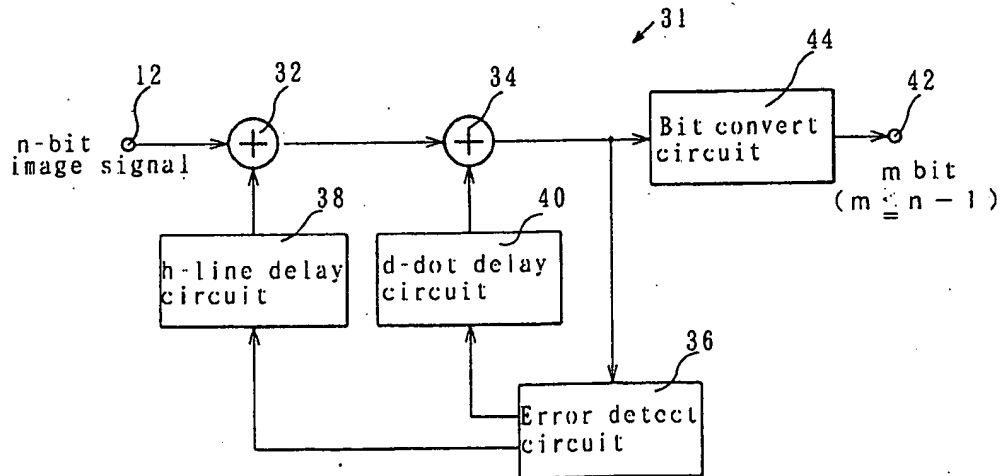 31
44
12
32
34
42
n-bit
image signal
+
+
Bit convert
circuit
m bit
(m ≦ n - 1)
38
40
h-line delay
circuit
d-dot delay
circuit
36
Error detect
circuit